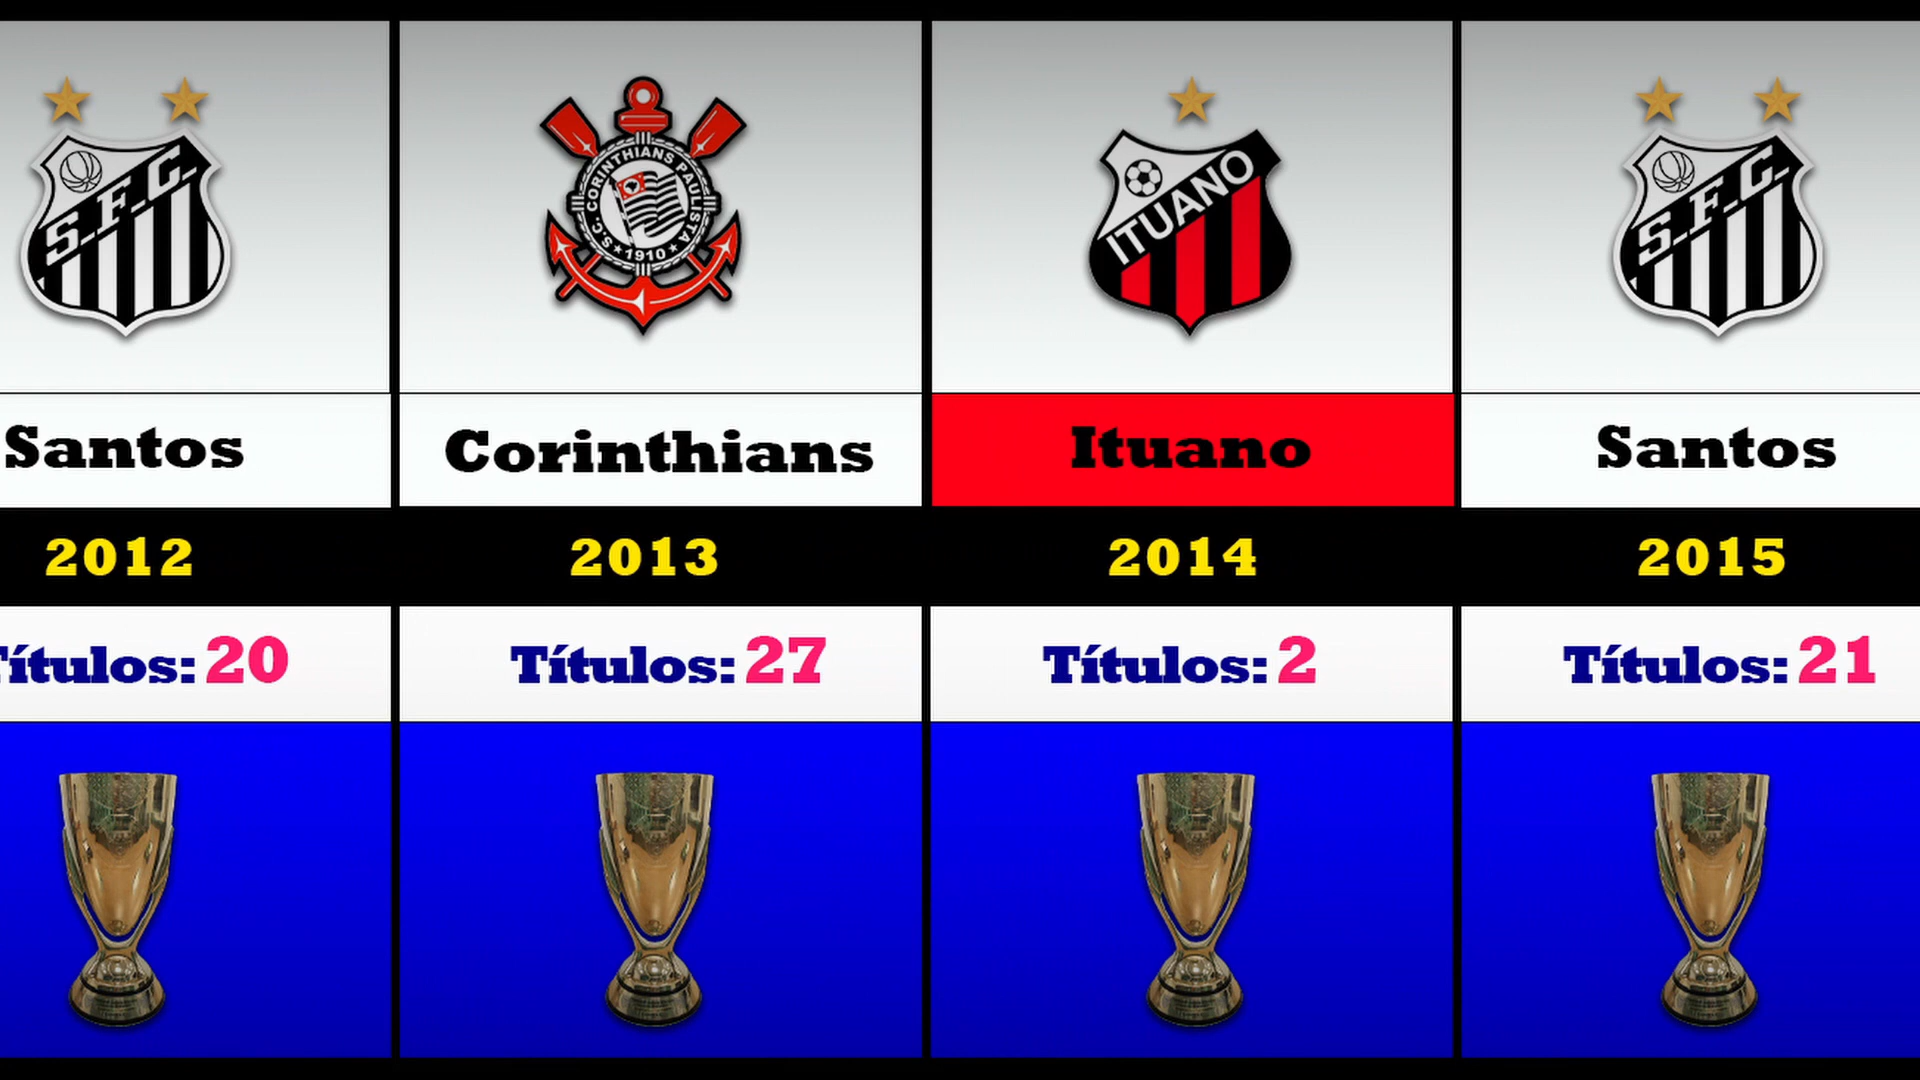 S.F.C.
S.C. CORINTHIANS PAULISTA
★1910★
ITUANO
S.F.C.
Santos
Corinthians
Ituano
Santos
2012
2013
2014
2015
Títulos: 20
Títulos: 27
Títulos: 2
Títulos: 21